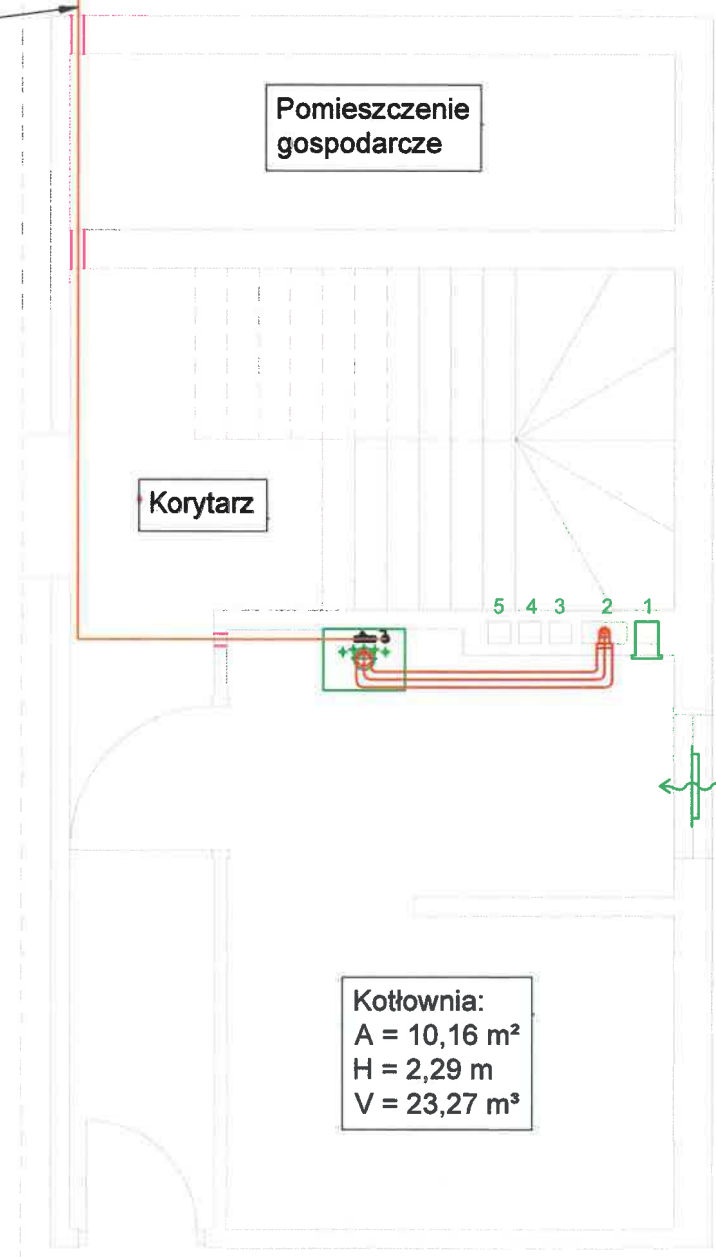 Pomieszczenie
gospodarcze
Korytarz
5 4 3 2 1
Kotłownia:
A = 10,16 m²
H = 2,29 m
V = 23,27 m³